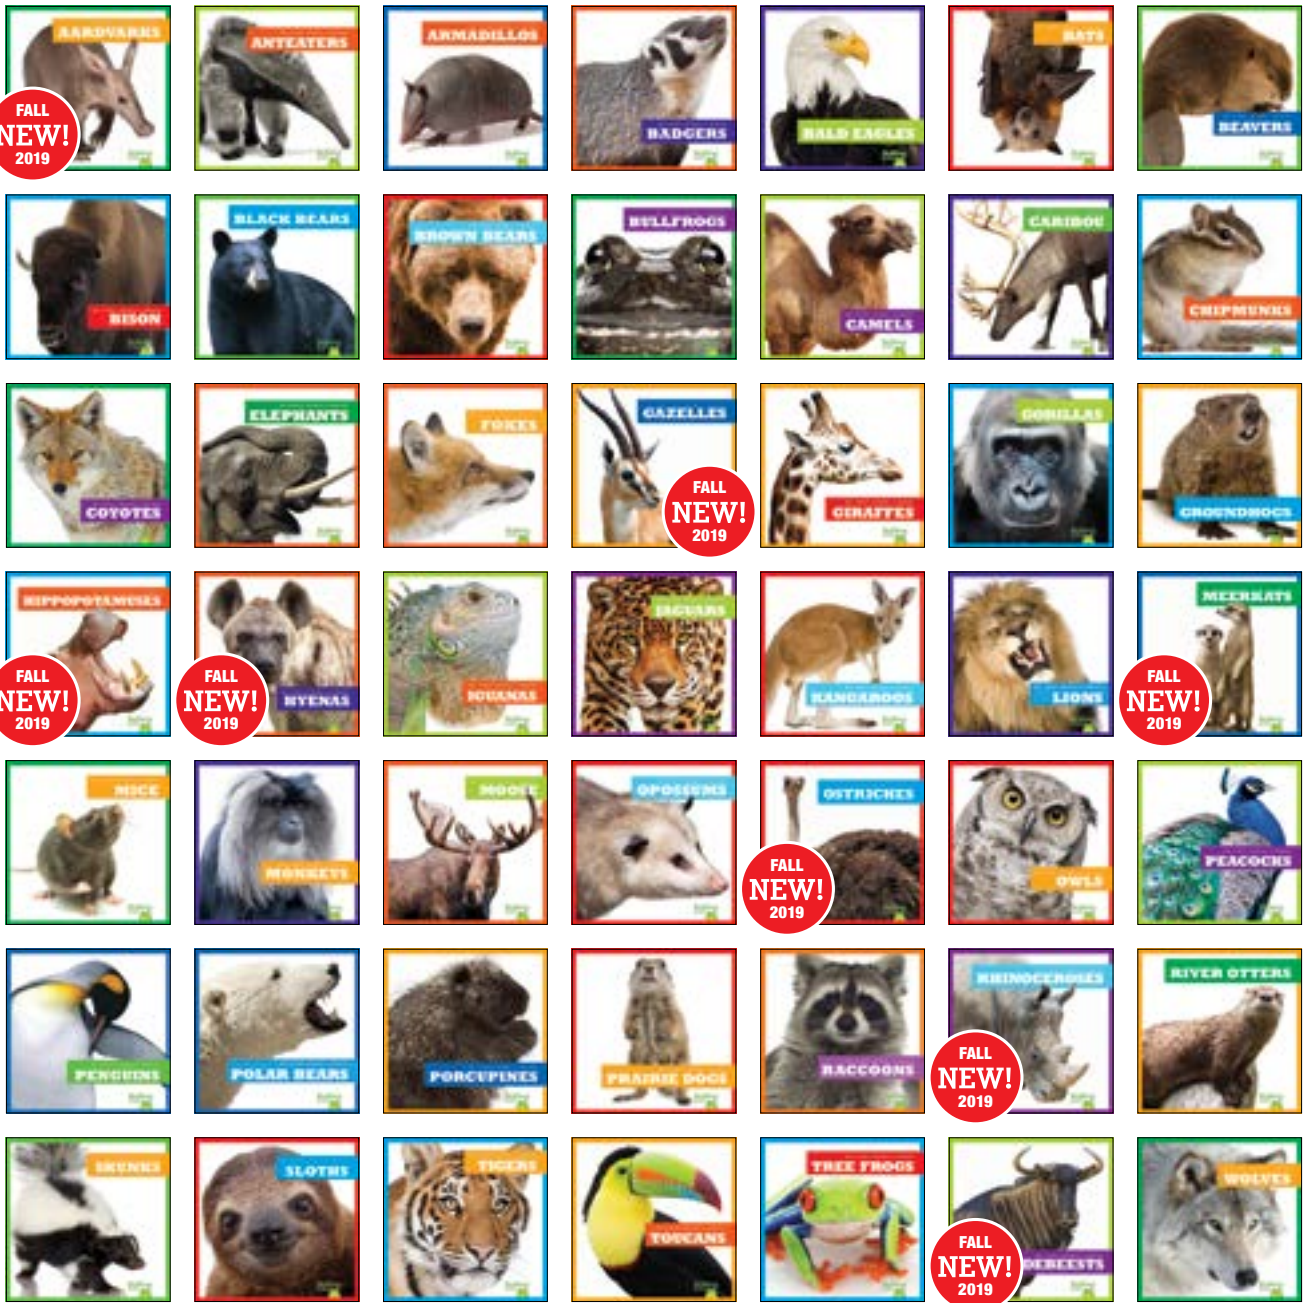 AARDVARKS
FALL
NEW!
2019
ANTEATERS
ARMADILLOS
BADGERS
BALD EAGLES
BATS
BEAVERS
BISON
BLACK BEARS
BROWN BEARS
BULLFROGS
CAMELS
CARIBOU
CHIPMUNKS
COYOTES
ELEPHANTS
FOXES
GAZELLES
FALL
NEW!
2019
GIRAFFES
GORILLAS
GROUNDHOGS
HIPPOPOTAMUSES
FALL
NEW!
2019
HYENAS
FALL
NEW!
2019
IGUANAS
JAGUARS
KANGAROOS
LIONS
MEERKATS
FALL
NEW!
2019
MICE
MONKEYS
MOOSE
OPOSSUMS
OSTRICHES
FALL
NEW!
2019
OWLS
PEACOCKS
PENGUINS
POLAR BEARS
PORCUPINES
PRAIRIE DOGS
RACCOONS
RHINOCEROSES
FALL
NEW!
2019
RIVER OTTERS
SKUNKS
SLOTHS
TIGERS
TOUCANS
TREE FROGS
DEBEESTS
FALL
NEW!
2019
WOLVES